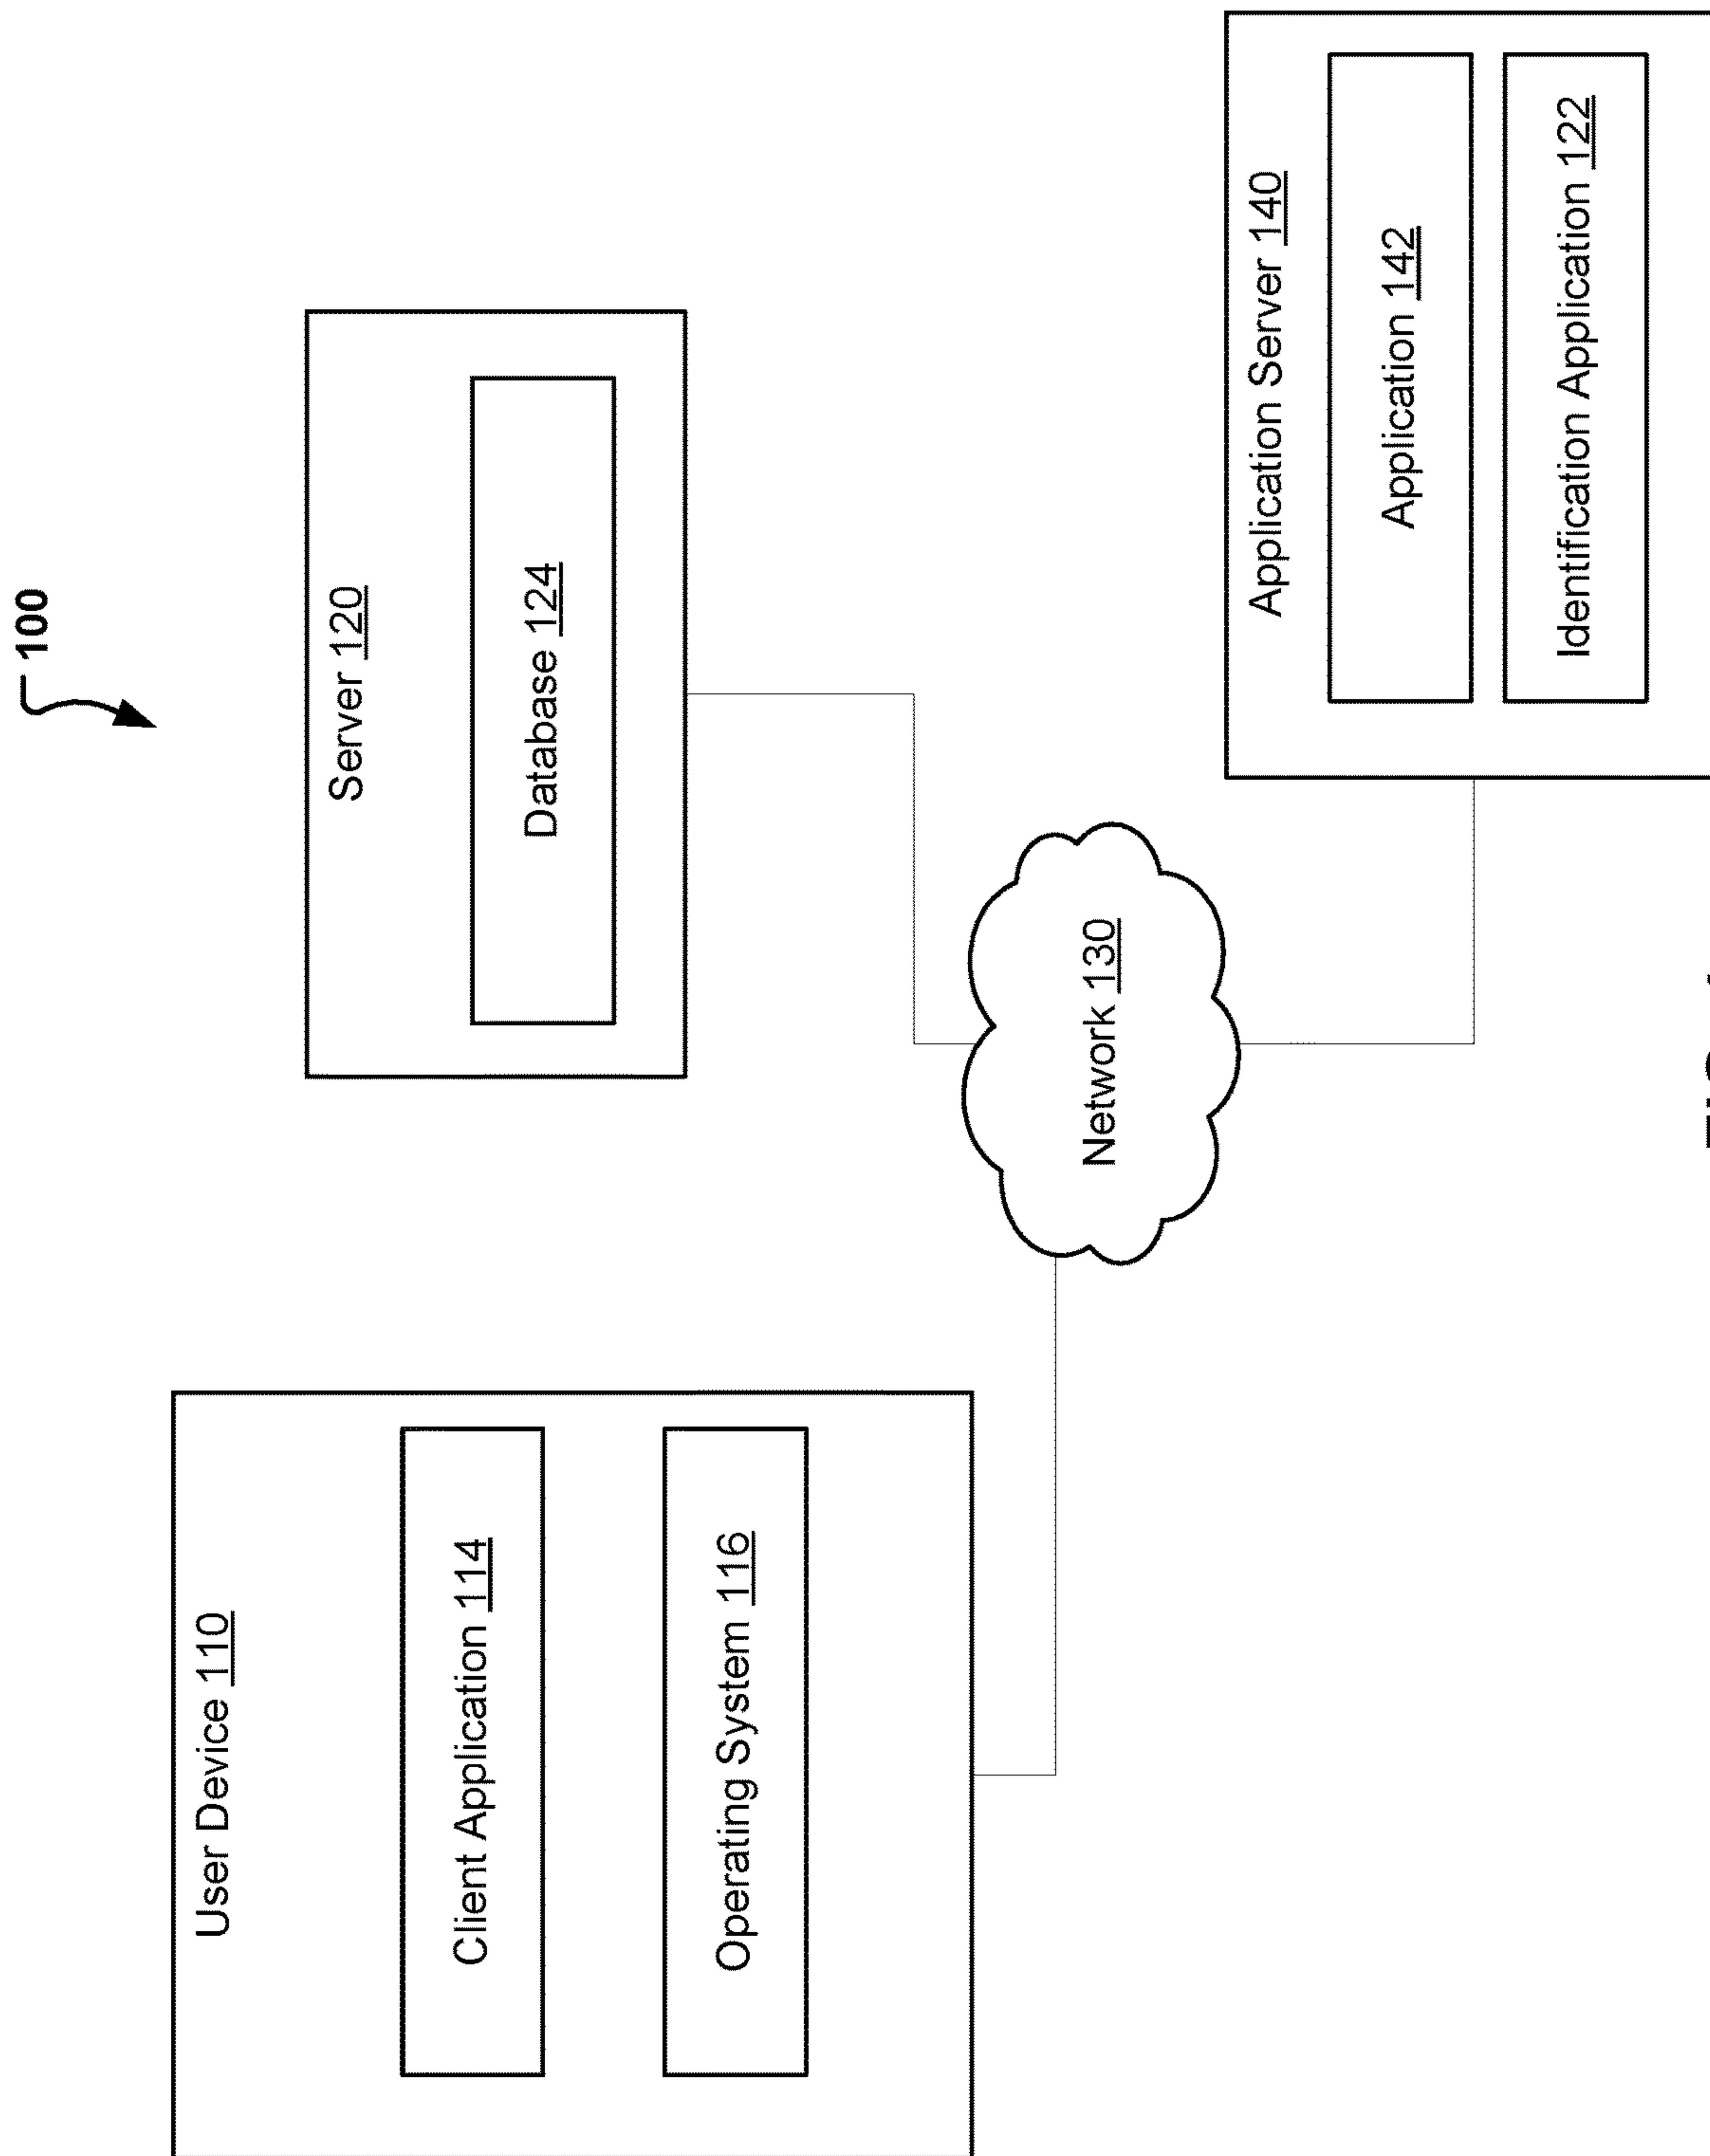 100
User Device 110
Client Application 114
Operating System 116
Server 120
Database 124
Network 130
Application Server 140
Application 142
Identification Application 122